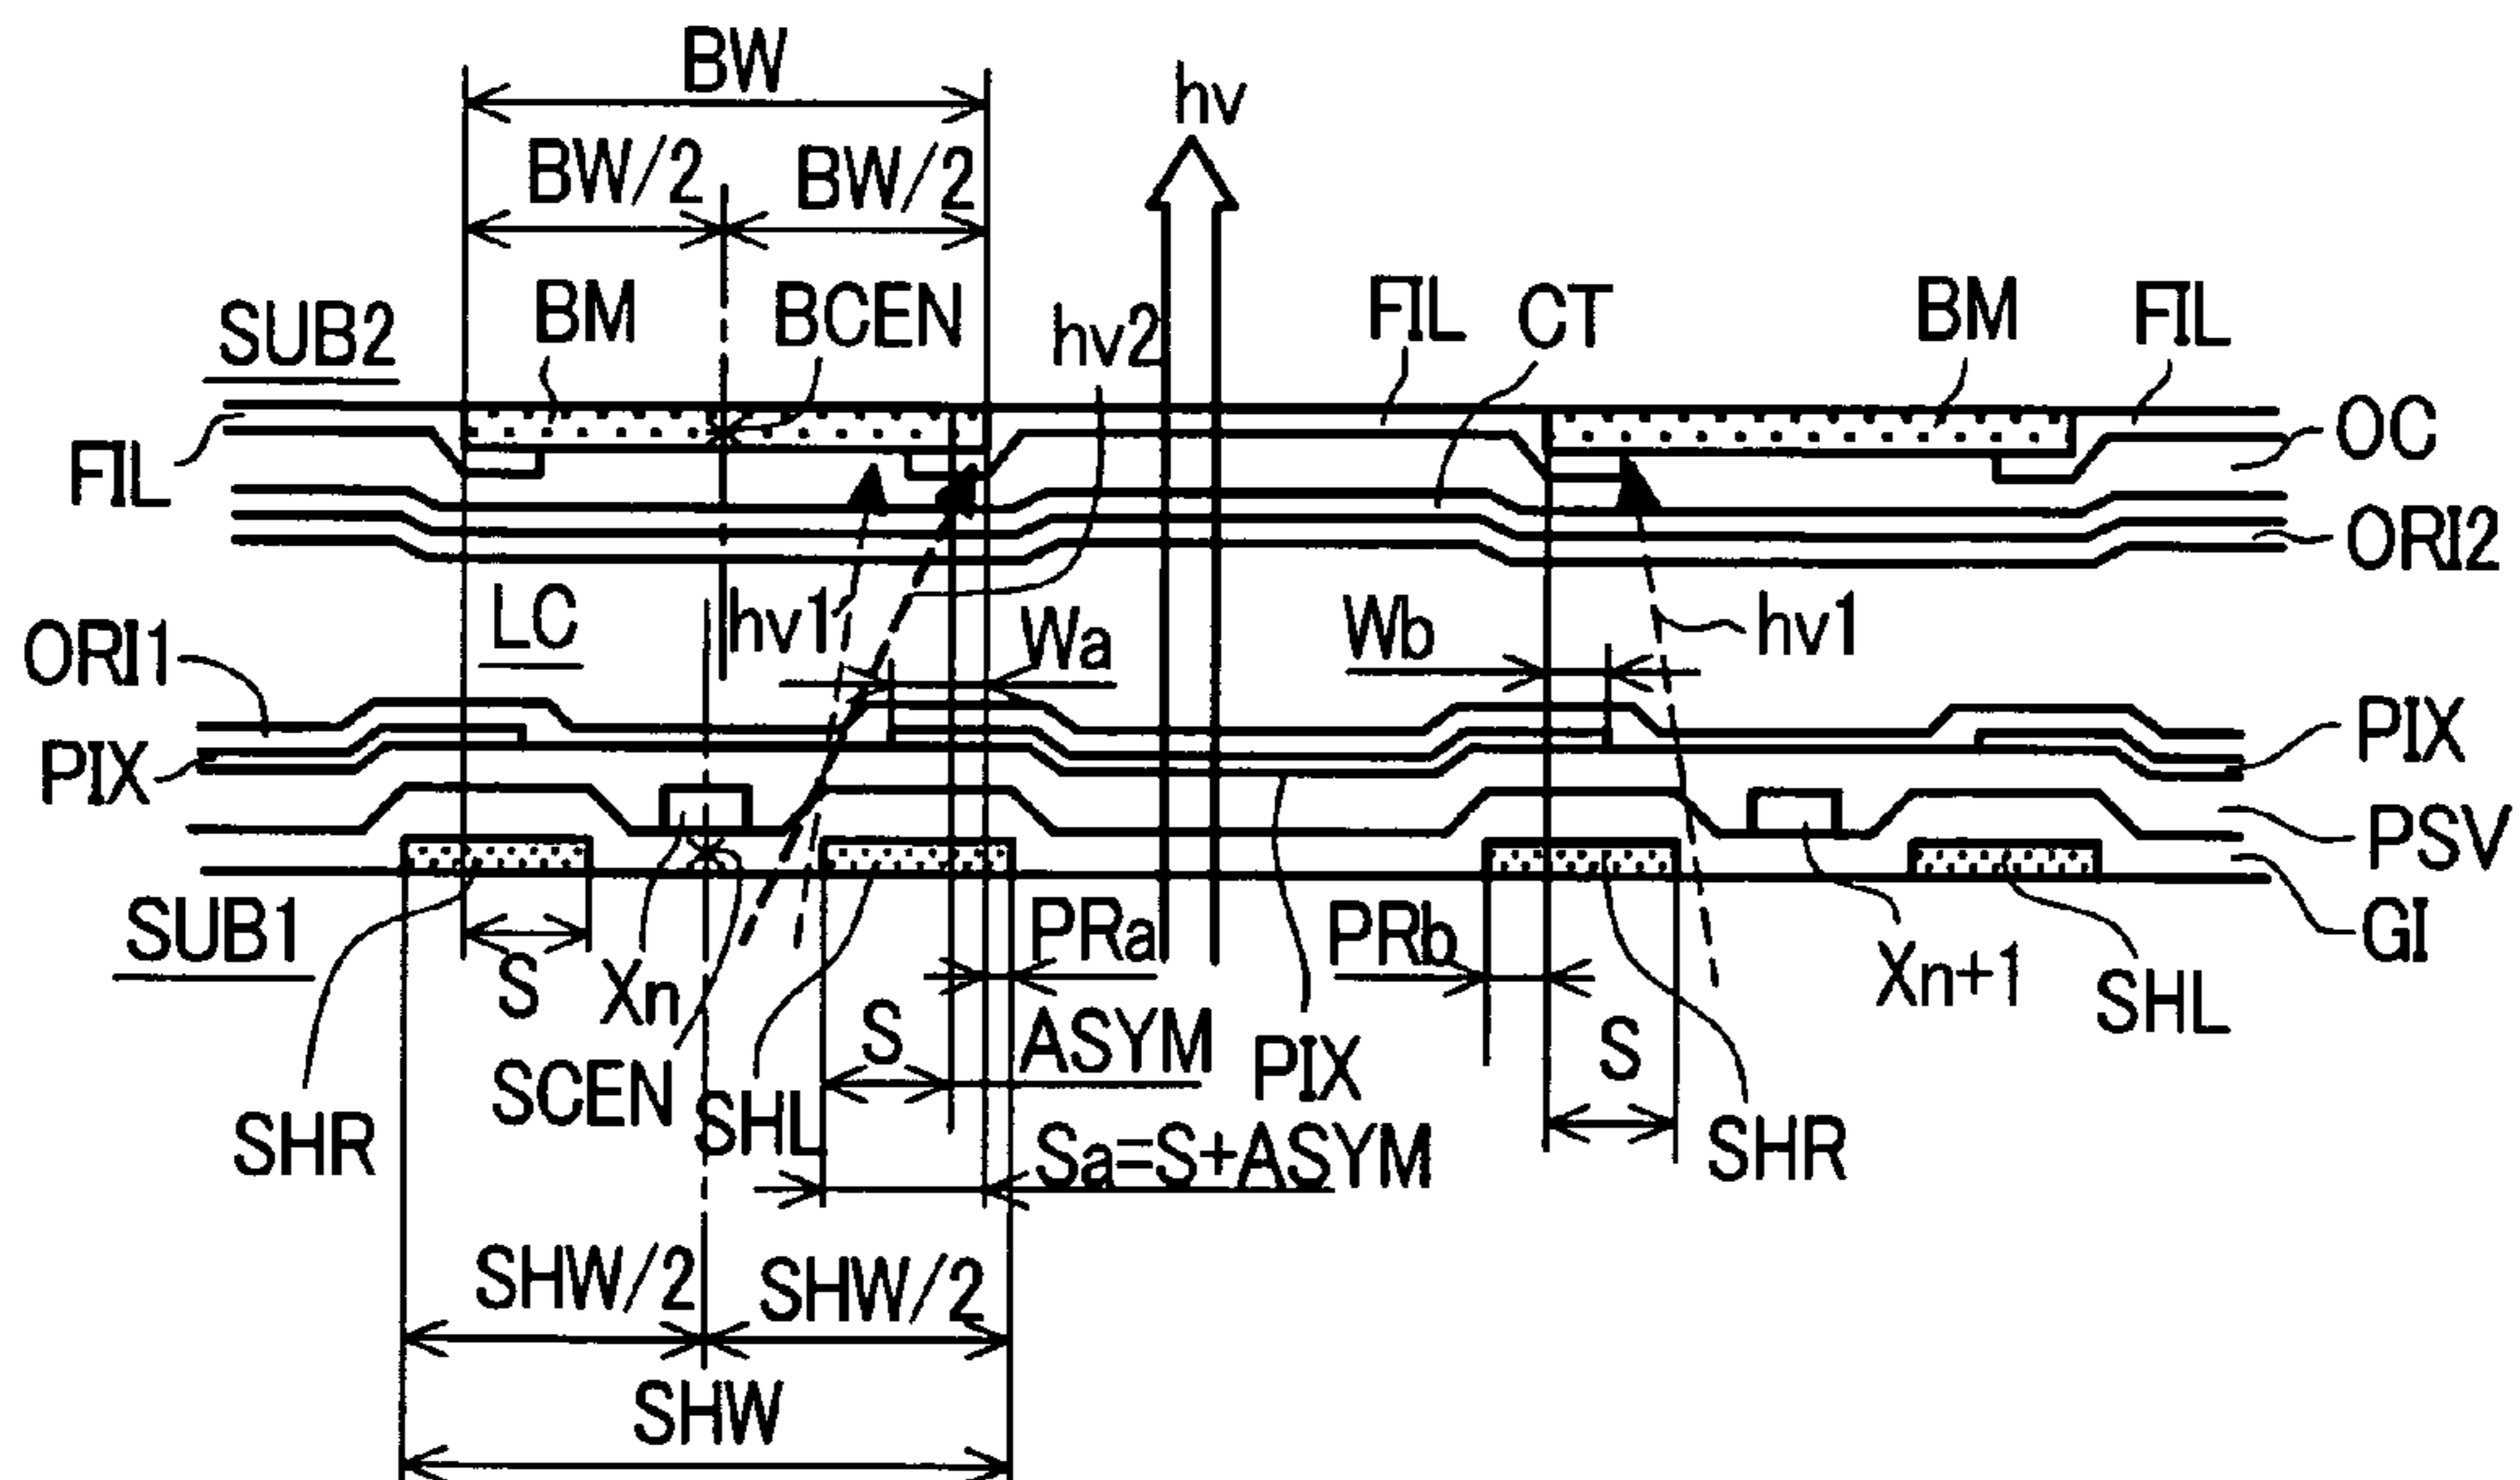 BW
hv
BW/2 BW/2
SUB2 BM BCEN hv2 FIL CT BM FIL
OC
FIL
ORI2
LC hv1 Wa Wb hv1
ORI1
PIX PIX
PSV
SUB1 PRa PRb GI
S Xn Xn+1 SHL
S ASYM S
SCEN PIX
SHR SHL SHR
Sa=S+ASYM
SHW/2 SHW/2
SHW